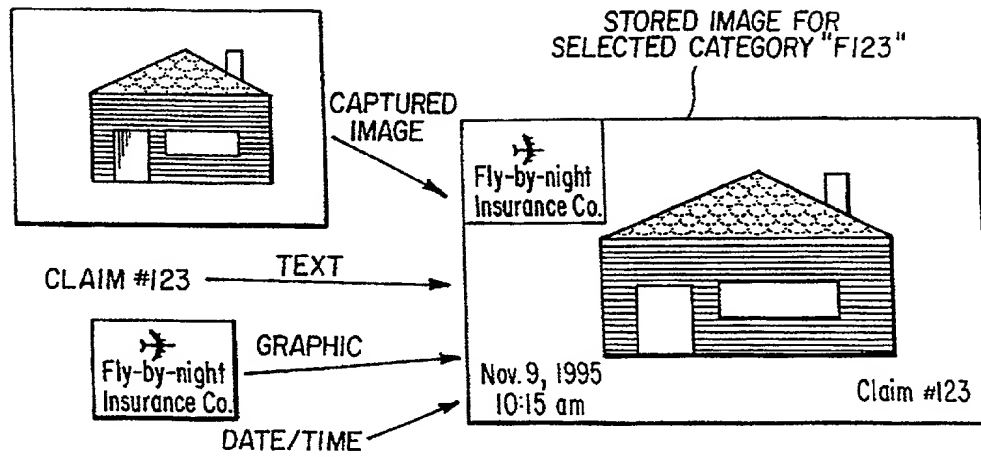 STORED IMAGE FOR
SELECTED CATEGORY "F123"
CAPTURED
IMAGE
Fly-by-night
Insurance Co.
CLAIM #123
TEXT
GRAPHIC
Fly-by-night
Insurance Co.
Nov. 9, 1995
10:15 am
Claim #123
DATE/TIME